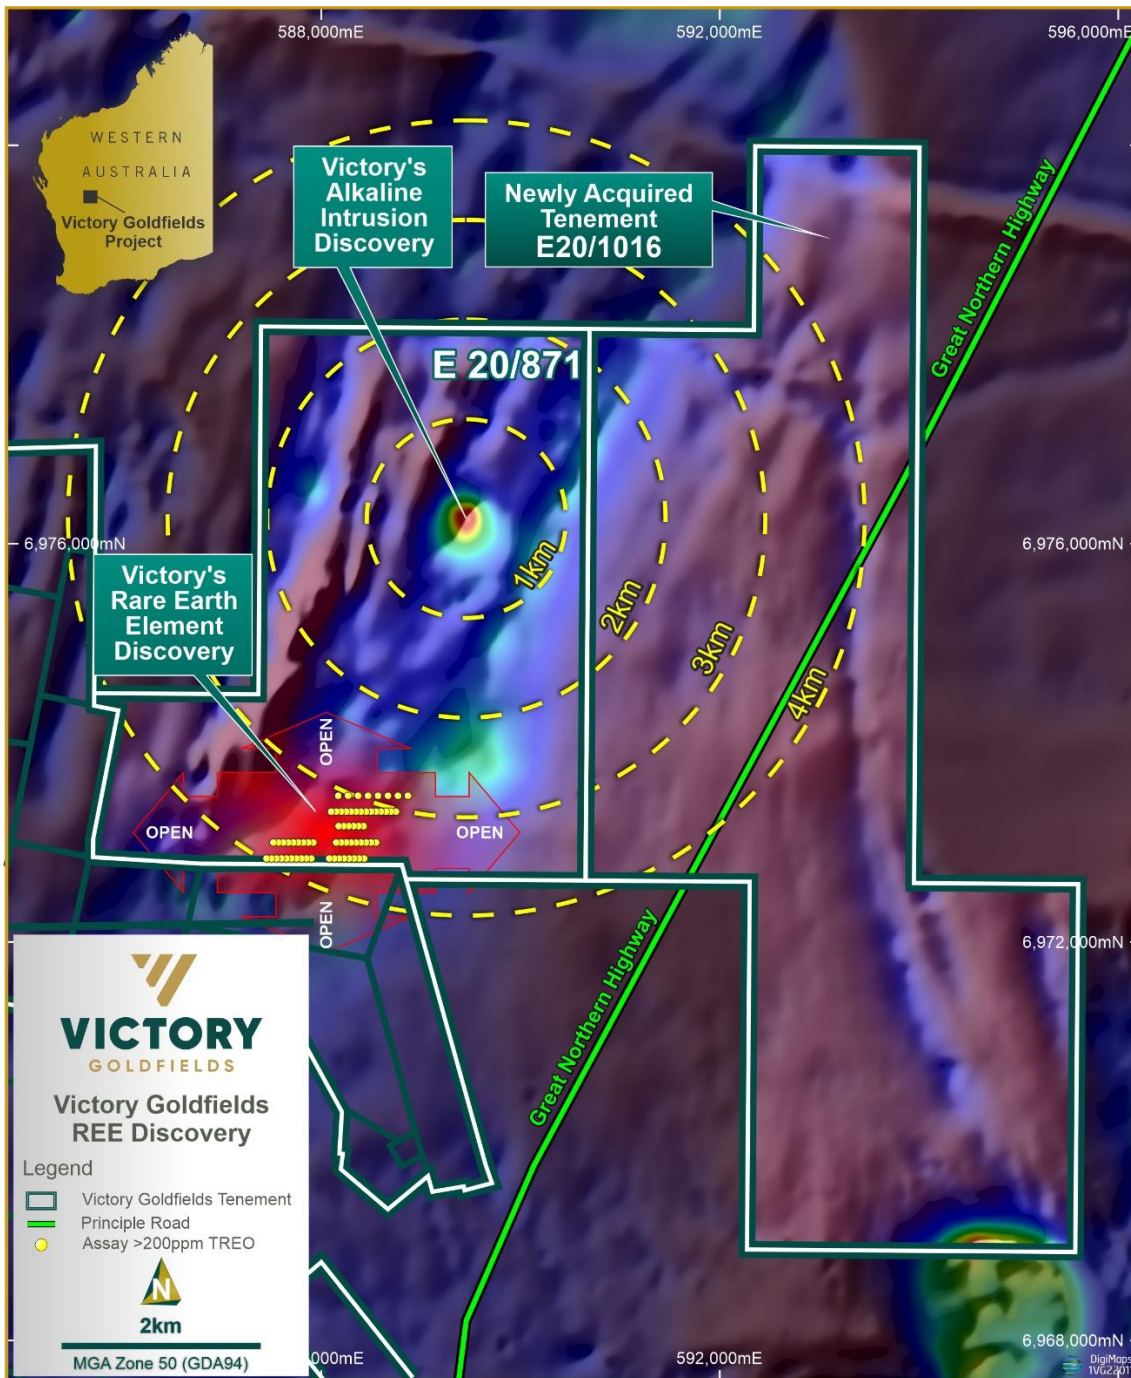 588,000mE
592,000mE
596,000mE
WESTERN
AUSTRALIA
Victory Goldfields
Project
Victory's
Alkaline
Intrusion
Discovery
Newly Acquired
Tenement
E20/1016
Great Northern Highway
E 20/871
6,976,000mN
6,976,000mN
1km
2km
3km
4km
Victory's
Rare Earth
Element
Discovery
OPEN
OPEN
OPEN
OPEN
Great Northern Highway
6,972,000mN
VICTORY
GOLDFIELDS
Victory Goldfields
REE Discovery
Legend
Victory Goldfields Tenement
Principle Road
Assay >200ppm TREO
N
2km
MGA Zone 50 (GDA94)
,000mE
592,000mE
6,968,000mN
DigiMaps